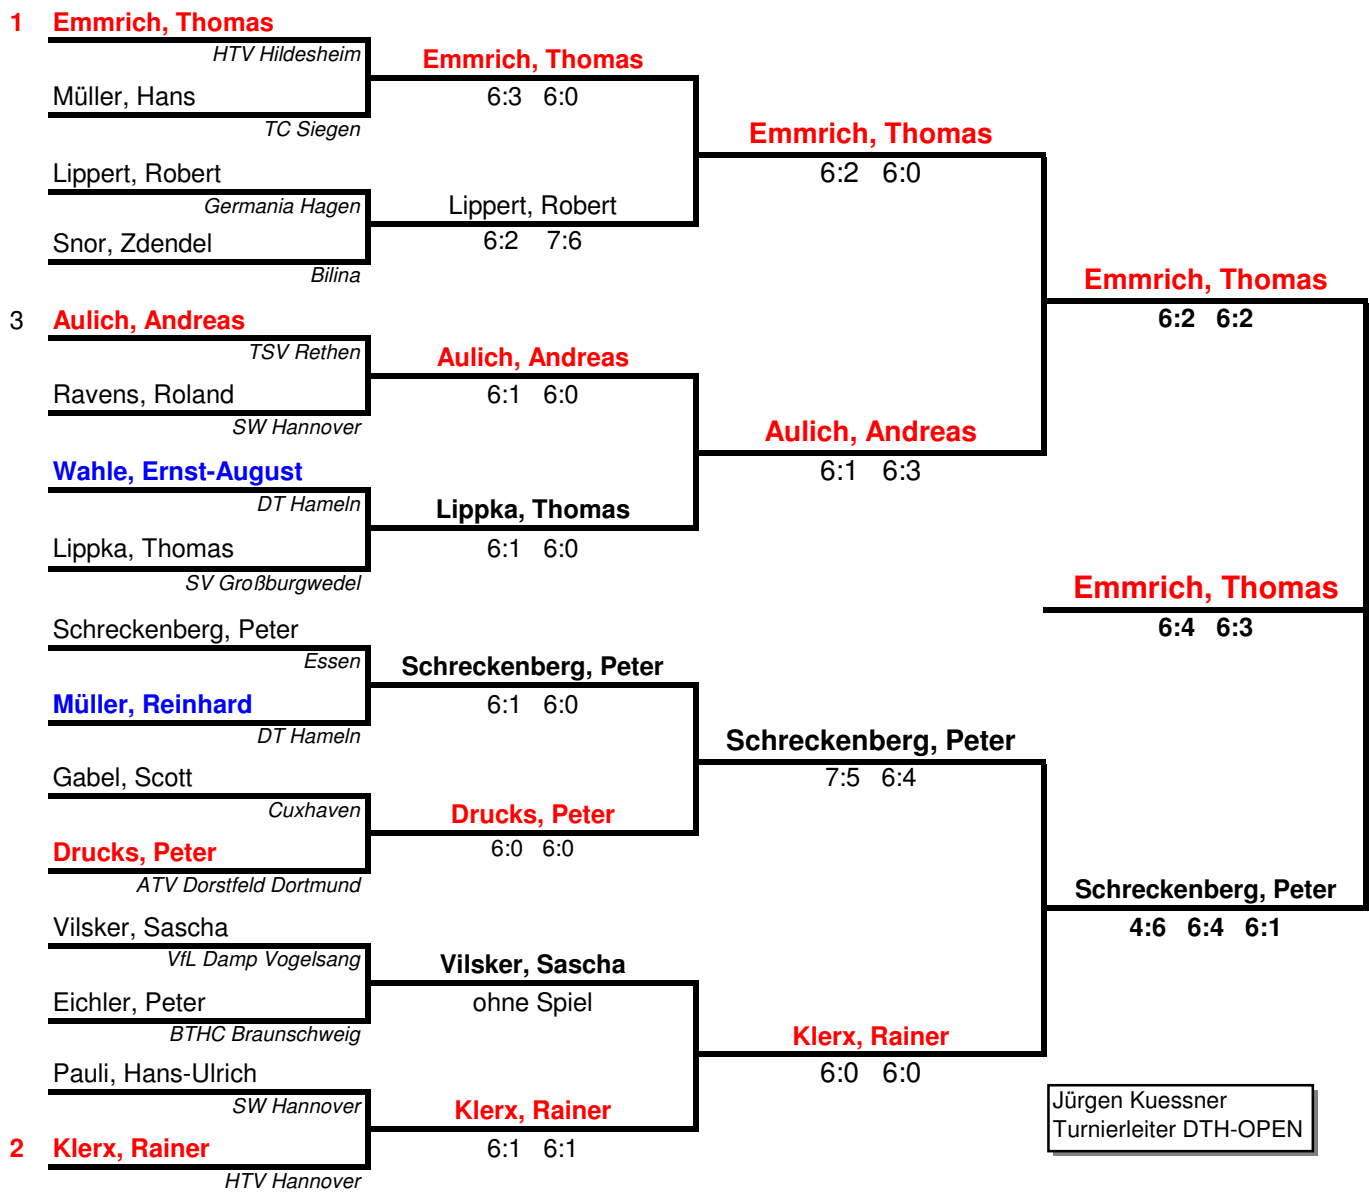 1 Emmrich, Thomas
HTV Hildesheim
Müller, Hans
TC Siegen
Lippert, Robert
Germania Hagen
Snor, Zdendel
Bilina
3 Aulich, Andreas
TSV Rethen
Ravens, Roland
SW Hannover
Wahle, Ernst-August
DT Hameln
Lippka, Thomas
SV Großburgwedel
Schreckenberg, Peter
Essen
Müller, Reinhard
DT Hameln
Gabel, Scott
Cuxhaven
Drucks, Peter
ATV Dorstfeld Dortmund
Vilsker, Sascha
VfL Damp Vogelsang
Eichler, Peter
BTHC Braunschweig
Pauli, Hans-Ulrich
SW Hannover
2 Klerx, Rainer
HTV Hannover
Emmrich, Thomas
6:3 6:0
Lippert, Robert
6:2 7:6
Aulich, Andreas
6:1 6:0
Lippka, Thomas
6:1 6:0
Schreckenberg, Peter
6:1 6:0
Drucks, Peter
6:0 6:0
Vilsker, Sascha
ohne Spiel
Klerx, Rainer
6:1 6:1
Emmrich, Thomas
6:2 6:0
Aulich, Andreas
6:1 6:3
Schreckenberg, Peter
7:5 6:4
Klerx, Rainer
6:0 6:0
Emmrich, Thomas
6:2 6:2
Emmrich, Thomas
6:4 6:3
Schreckenberg, Peter
4:6 6:4 6:1
Jürgen Kuessner
Turnierleiter DTH-OPEN